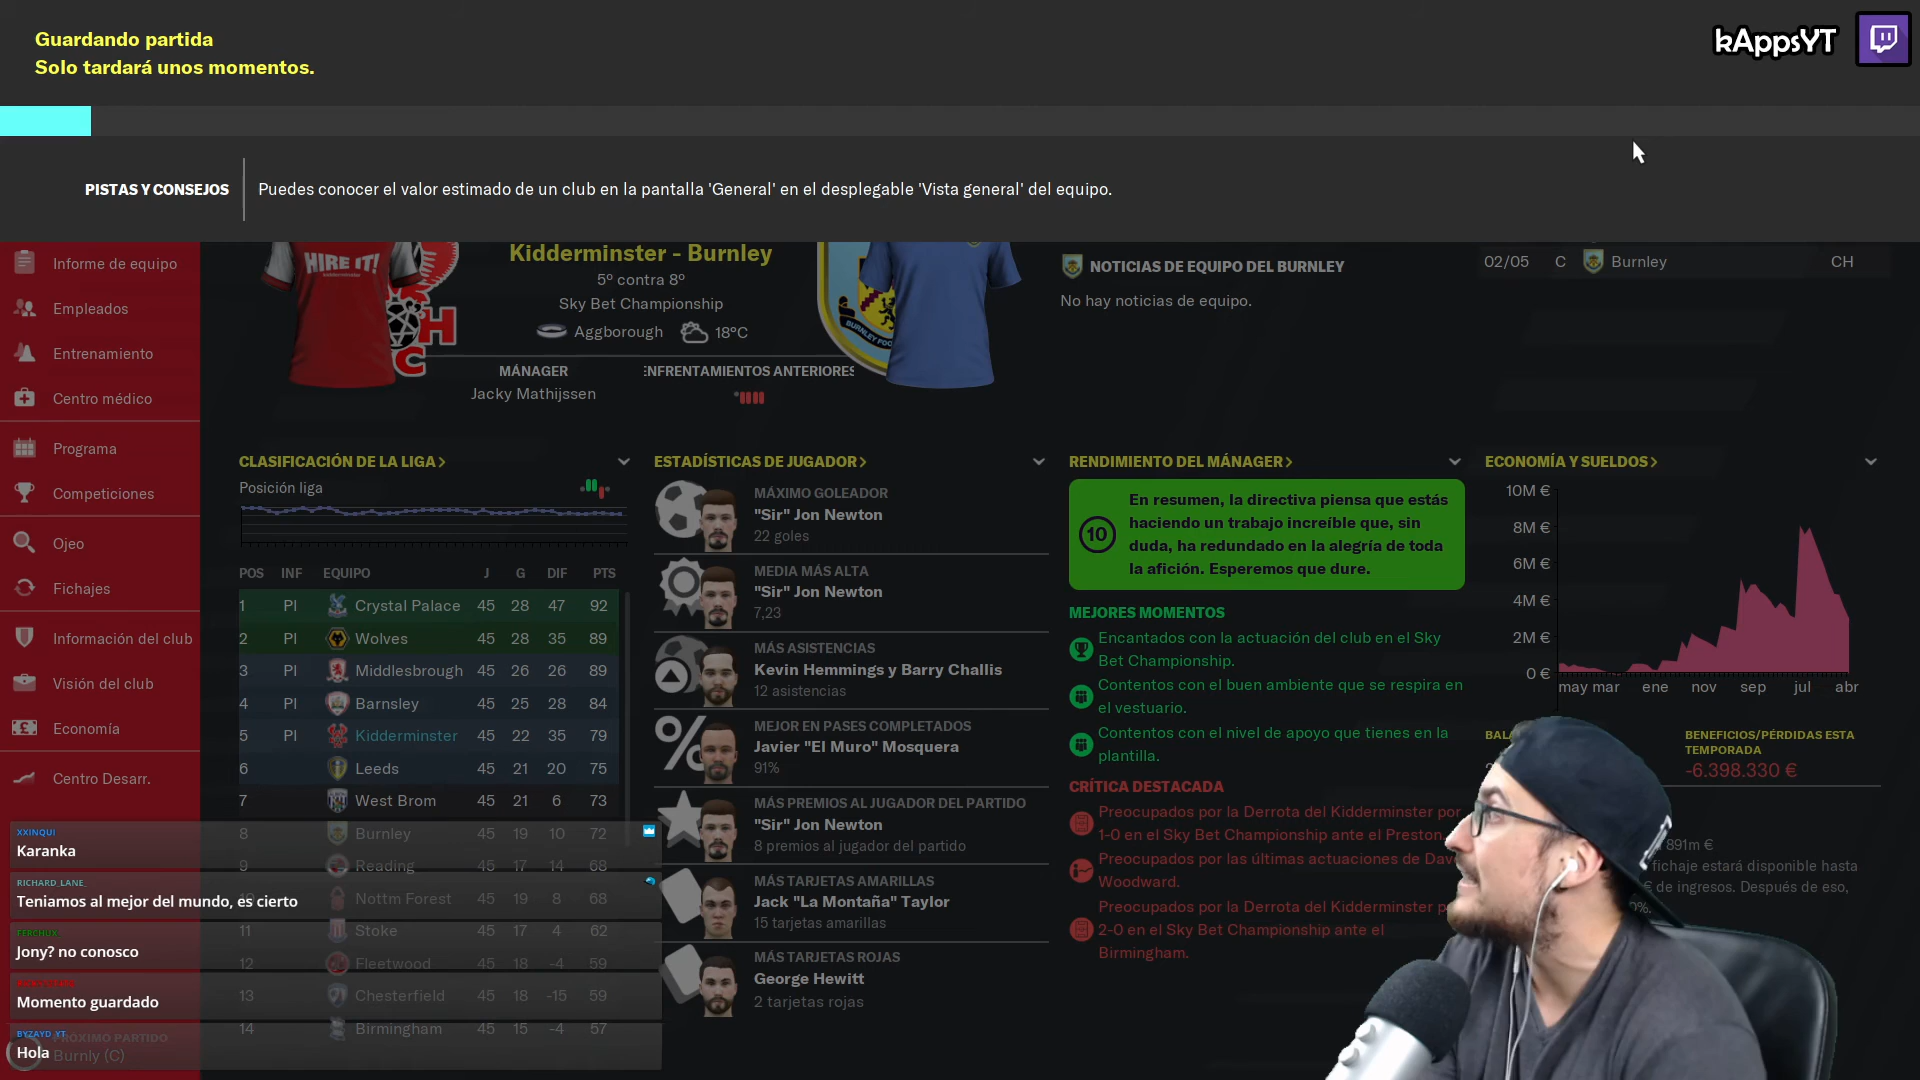 Guardando partida
Solo tardará unos momentos.
kAppsYT
PISTAS Y CONSEJOS
Puedes conocer el valor estimado de un club en la pantalla 'General' en el desplegable 'Vista general' del equipo.
Informe de equipo
Empleados
Entrenamiento
Centro médico
Programa
Competiciones
Ojeo
Fichajes
Información del club
Visión del club
Economía
Centro Desarr.
HIRE IT!
Kidderminster - Burnley
5º contra 8º
Sky Bet Championship
Aggborough 18°C
MÁNAGER
Jacky Mathijssen
ENFRENTAMIENTOS ANTERIORES
NOTICIAS DE EQUIPO DEL BURNLEY
No hay noticias de equipo.
02/05 C Burnley CH
CLASIFICACIÓN DE LA LIGA
Posición liga
POS INF EQUIPO J G DIF PTS
1 PI Crystal Palace 45 28 47 92
2 PI Wolves 45 28 35 89
3 PI Middlesbrough 45 26 26 89
4 PI Barnsley 45 25 28 84
5 PI Kidderminster 45 22 35 79
6 Leeds 45 21 20 75
7 West Brom 45 21 6 73
8 Burnley 45 19 10 72
9 Reading 45 17 14 68
Nottm Forest 45 19 8 68
11 Stoke 45 17 4 62
12 Fleetwood 45 18 -4 59
13 Chesterfield 45 18 -15 59
14 Birmingham 45 15 -4 57
ESTADÍSTICAS DE JUGADOR
MÁXIMO GOLEADOR
"Sir" Jon Newton
22 goles
MEDIA MÁS ALTA
"Sir" Jon Newton
7,23
MÁS ASISTENCIAS
Kevin Hemmings y Barry Challis
12 asistencias
MEJOR EN PASES COMPLETADOS
Javier "El Muro" Mosquera
91%
MÁS PREMIOS AL JUGADOR DEL PARTIDO
"Sir" Jon Newton
8 premios al jugador del partido
MÁS TARJETAS AMARILLAS
Jack "La Montaña" Taylor
15 tarjetas amarillas
MÁS TARJETAS ROJAS
George Hewitt
2 tarjetas rojas
RENDIMIENTO DEL MÁNAGER
10
En resumen, la directiva piensa que estás
haciendo un trabajo increíble que, sin
duda, ha redundado en la alegría de toda
la afición. Esperemos que dure.
MEJORES MOMENTOS
Encantados con la actuación del club en el Sky
Bet Championship.
Contentos con el buen ambiente que se respira en
el vestuario.
Contentos con el nivel de apoyo que tienes en la
plantilla.
CRÍTICA DESTACADA
Preocupados por la Derrota del Kidderminster por
1-0 en el Sky Bet Championship ante el Preston.
Preocupados por las últimas actuaciones de Dave
Woodward.
Preocupados por la Derrota del Kidderminster p
2-0 en el Sky Bet Championship ante el
Birmingham.
ECONOMÍA Y SUELDOS
10M €
8M €
6M €
4M €
2M €
0 €
may mar ene nov sep jul abr
BENEFICIOS/PÉRDIDAS ESTA
TEMPORADA
-6.398.330 €
891m €
fichaje estará disponible hasta
€ de ingresos. Después de eso,
0%.
XXINQUI
Karanka
RICHARD_LANE_
Teniamos al mejor del mundo, es cierto
FERCHUX
Jony? no conosco
Momento guardado
BYZAYD_YT
Hola
PRÓXIMO PARTIDO
Burnly (C)